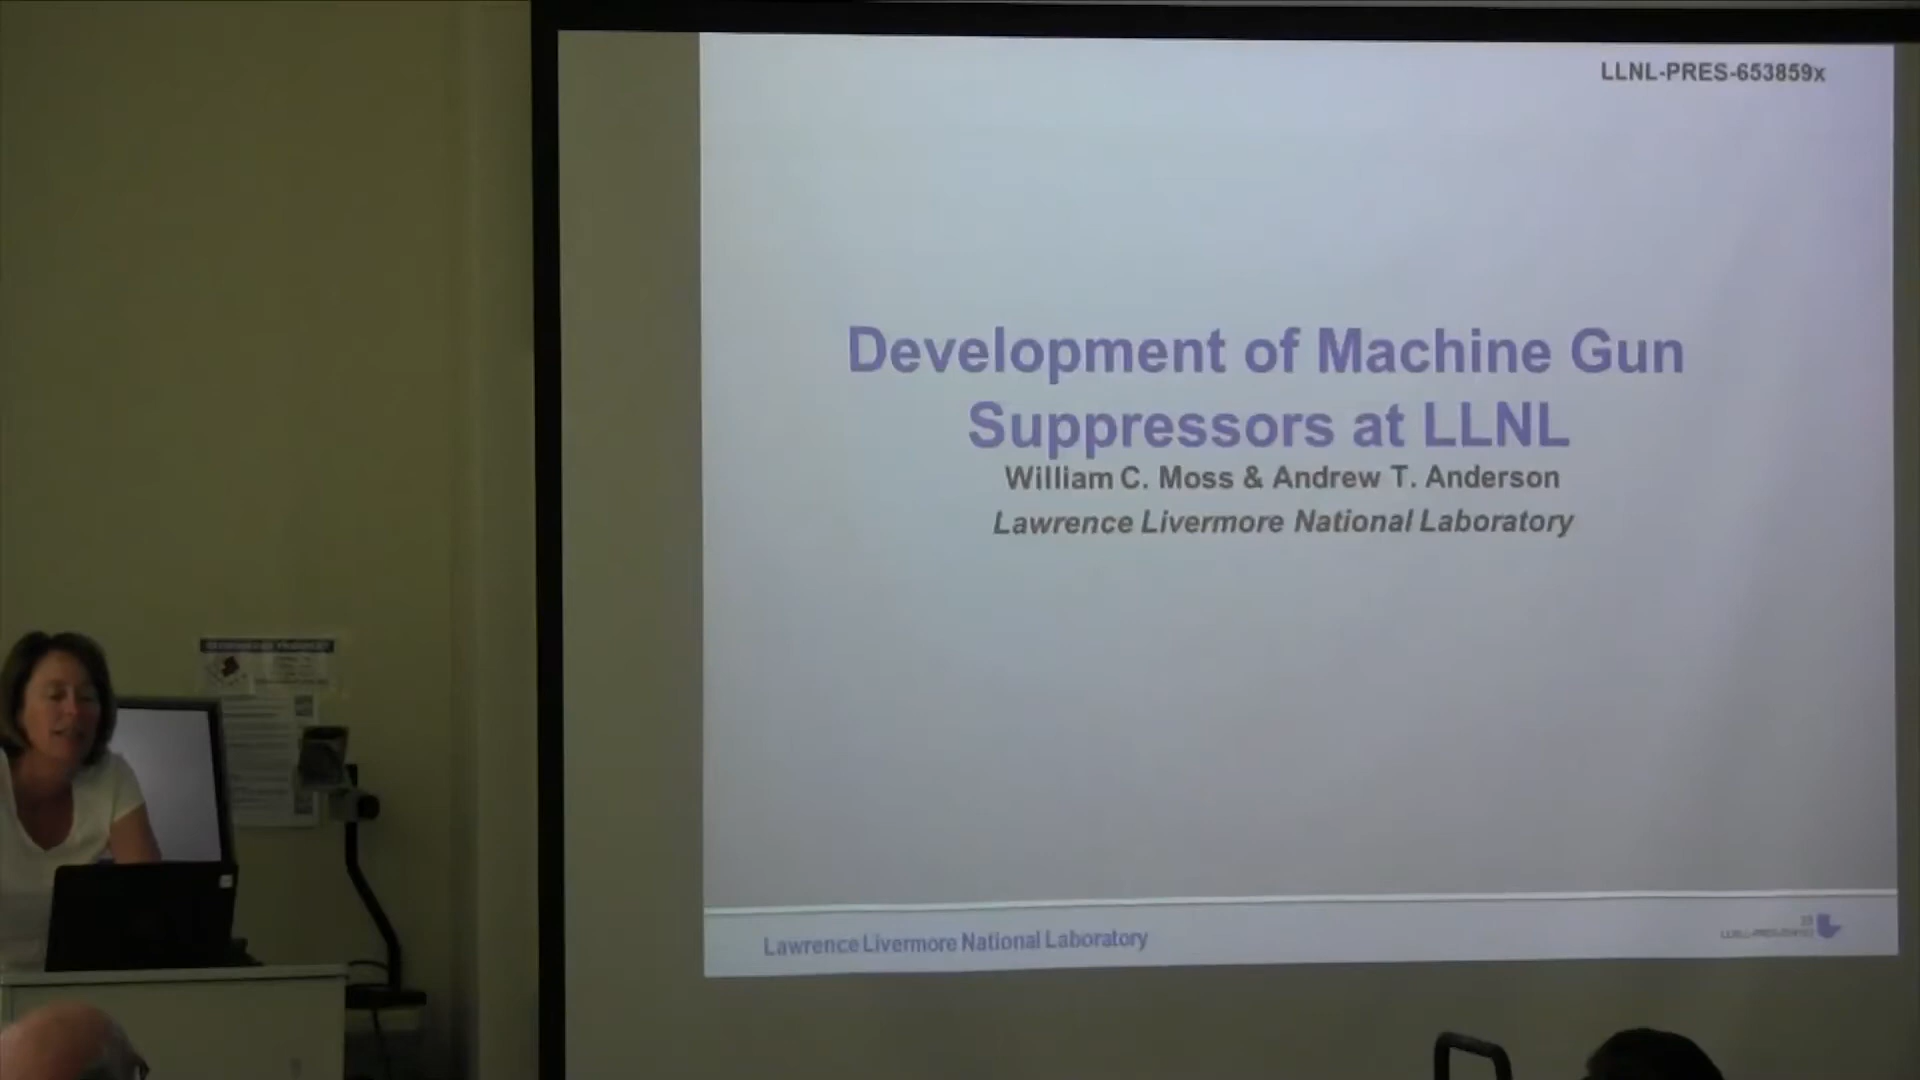 LLNL-PRES-653859x
Development of Machine Gun
Suppressors at LLNL
William C. Moss & Andrew T. Anderson
Lawrence Livermore National Laboratory
Lawrence Livermore National Laboratory